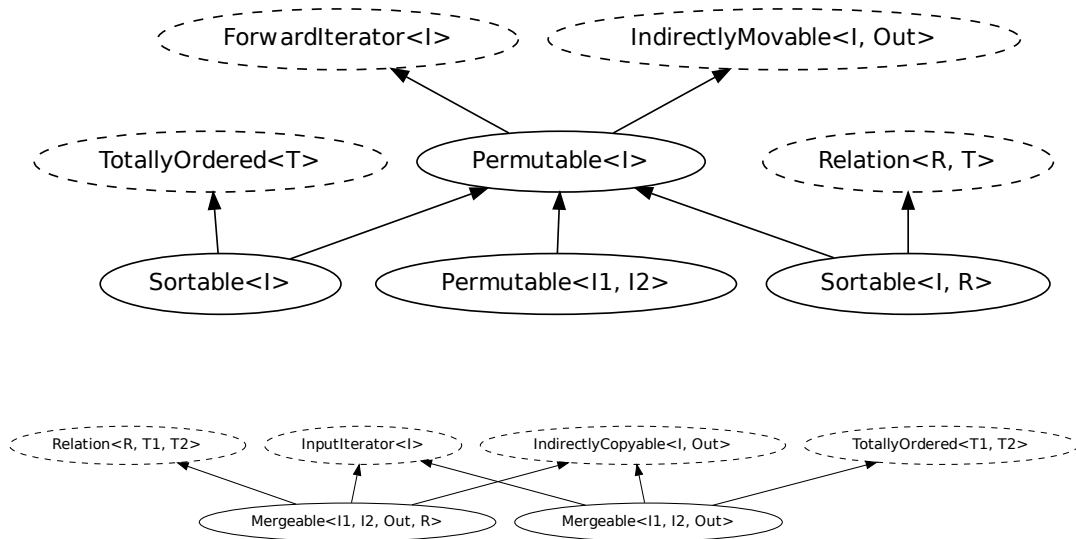 ForwardIterator<I>
IndirectlyMovable<I, Out>
TotallyOrdered<T>
Permutable<I>
Relation<R, T>
Sortable<I>
Permutable<I1, I2>
Sortable<I, R>
Relation<R, T1, T2>
InputIterator<I>
IndirectlyCopyable<I, Out>
TotallyOrdered<T1, T2>
Mergeable<I1, I2, Out, R>
Mergeable<I1, I2, Out>